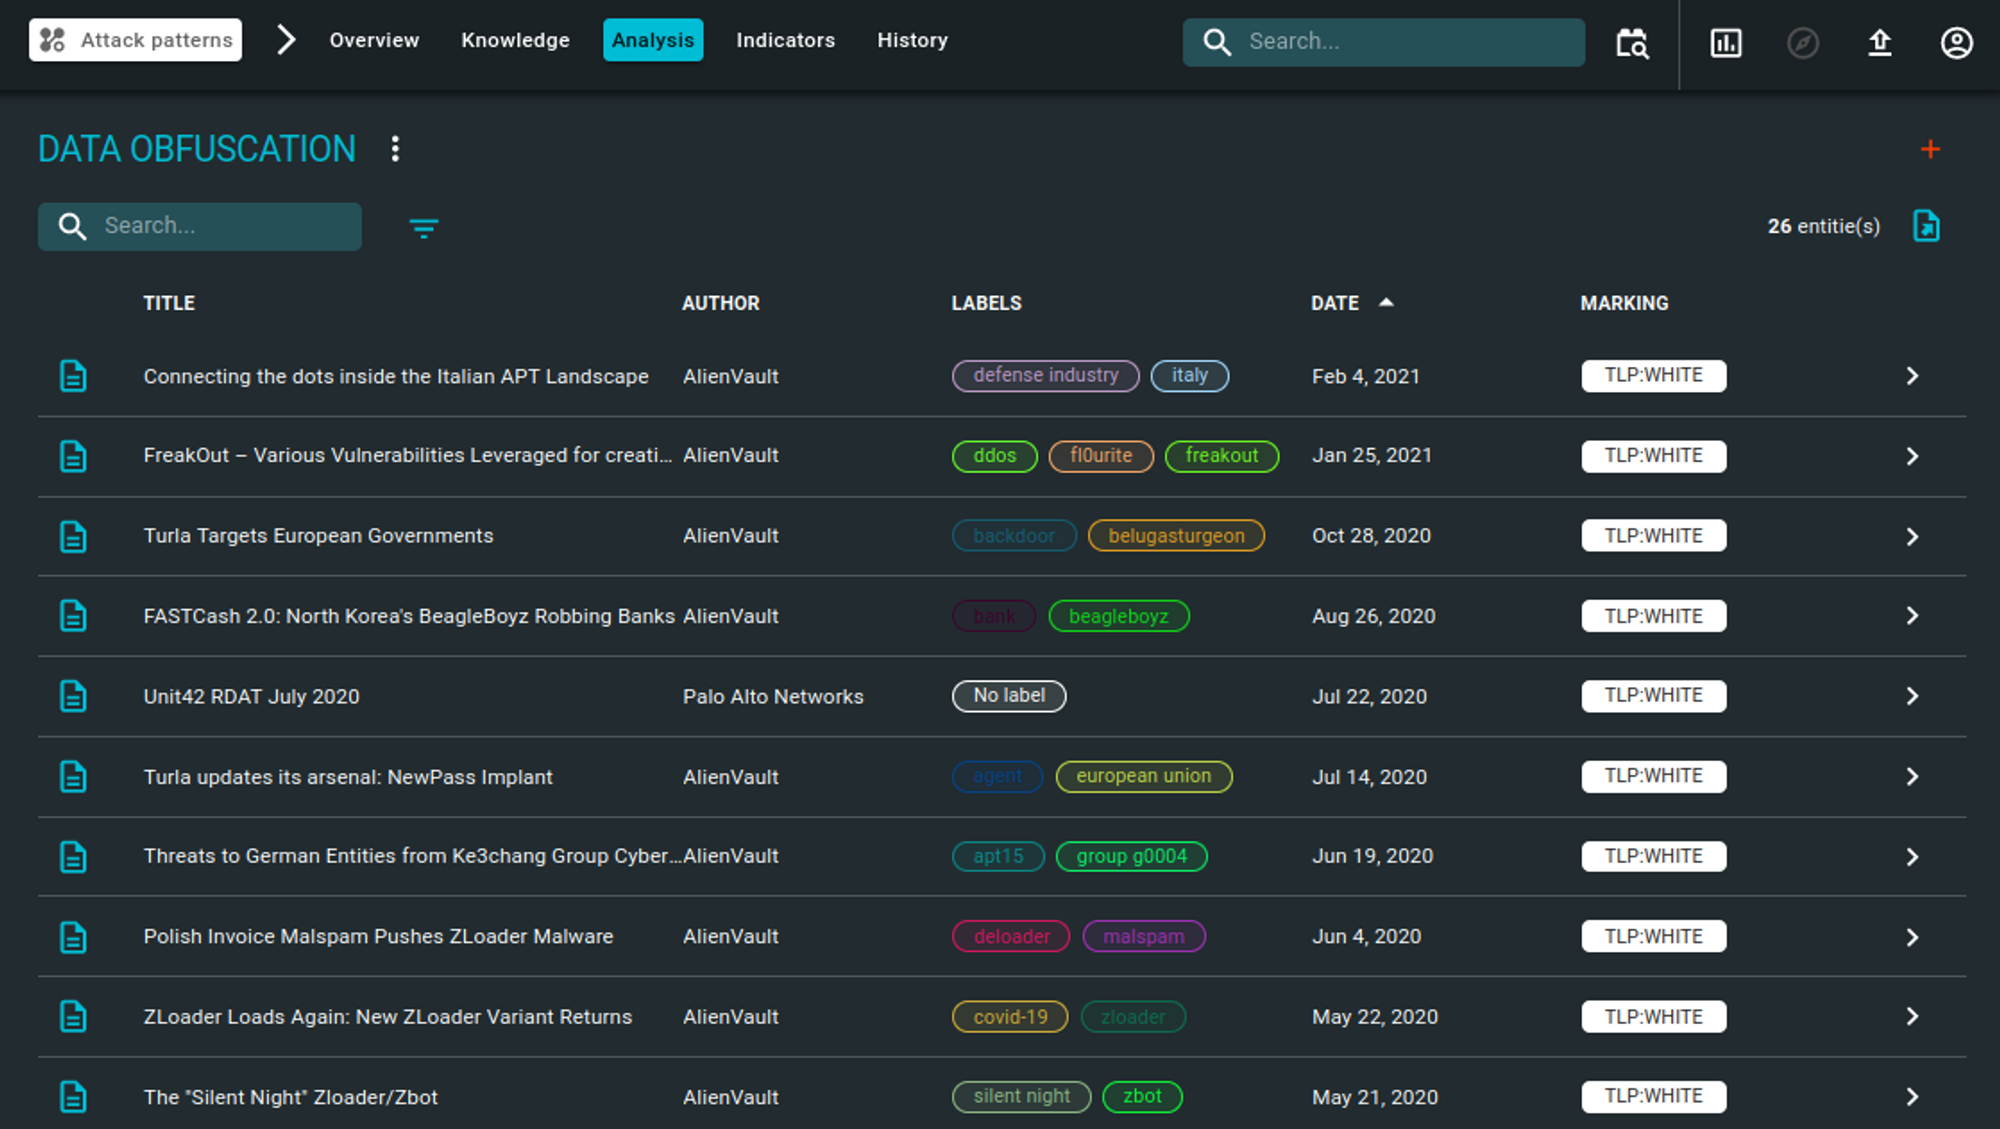 Attack patterns Overview Knowledge Analysis Indicators History Search...
DATA OBFUSCATION
Search... 26 entitie(s)
TITLE AUTHOR LABELS DATE MARKING
Connecting the dots inside the Italian APT Landscape AlienVault defense industry italy Feb 4, 2021 TLP:WHITE
FreakOut – Various Vulnerabilities Leveraged for creati... AlienVault ddos fl0urite freakout Jan 25, 2021 TLP:WHITE
Turla Targets European Governments AlienVault backdoor belugasturgeon Oct 28, 2020 TLP:WHITE
FASTCash 2.0: North Korea's BeagleBoyz Robbing Banks AlienVault bank beagleboyz Aug 26, 2020 TLP:WHITE
Unit42 RDAT July 2020 Palo Alto Networks No label Jul 22, 2020 TLP:WHITE
Turla updates its arsenal: NewPass Implant AlienVault agent european union Jul 14, 2020 TLP:WHITE
Threats to German Entities from Ke3chang Group Cyber... AlienVault apt15 group g0004 Jun 19, 2020 TLP:WHITE
Polish Invoice Malspam Pushes ZLoader Malware AlienVault deloader malspam Jun 4, 2020 TLP:WHITE
ZLoader Loads Again: New ZLoader Variant Returns AlienVault covid-19 zloader May 22, 2020 TLP:WHITE
The "Silent Night" Zloader/Zbot AlienVault silent night zbot May 21, 2020 TLP:WHITE